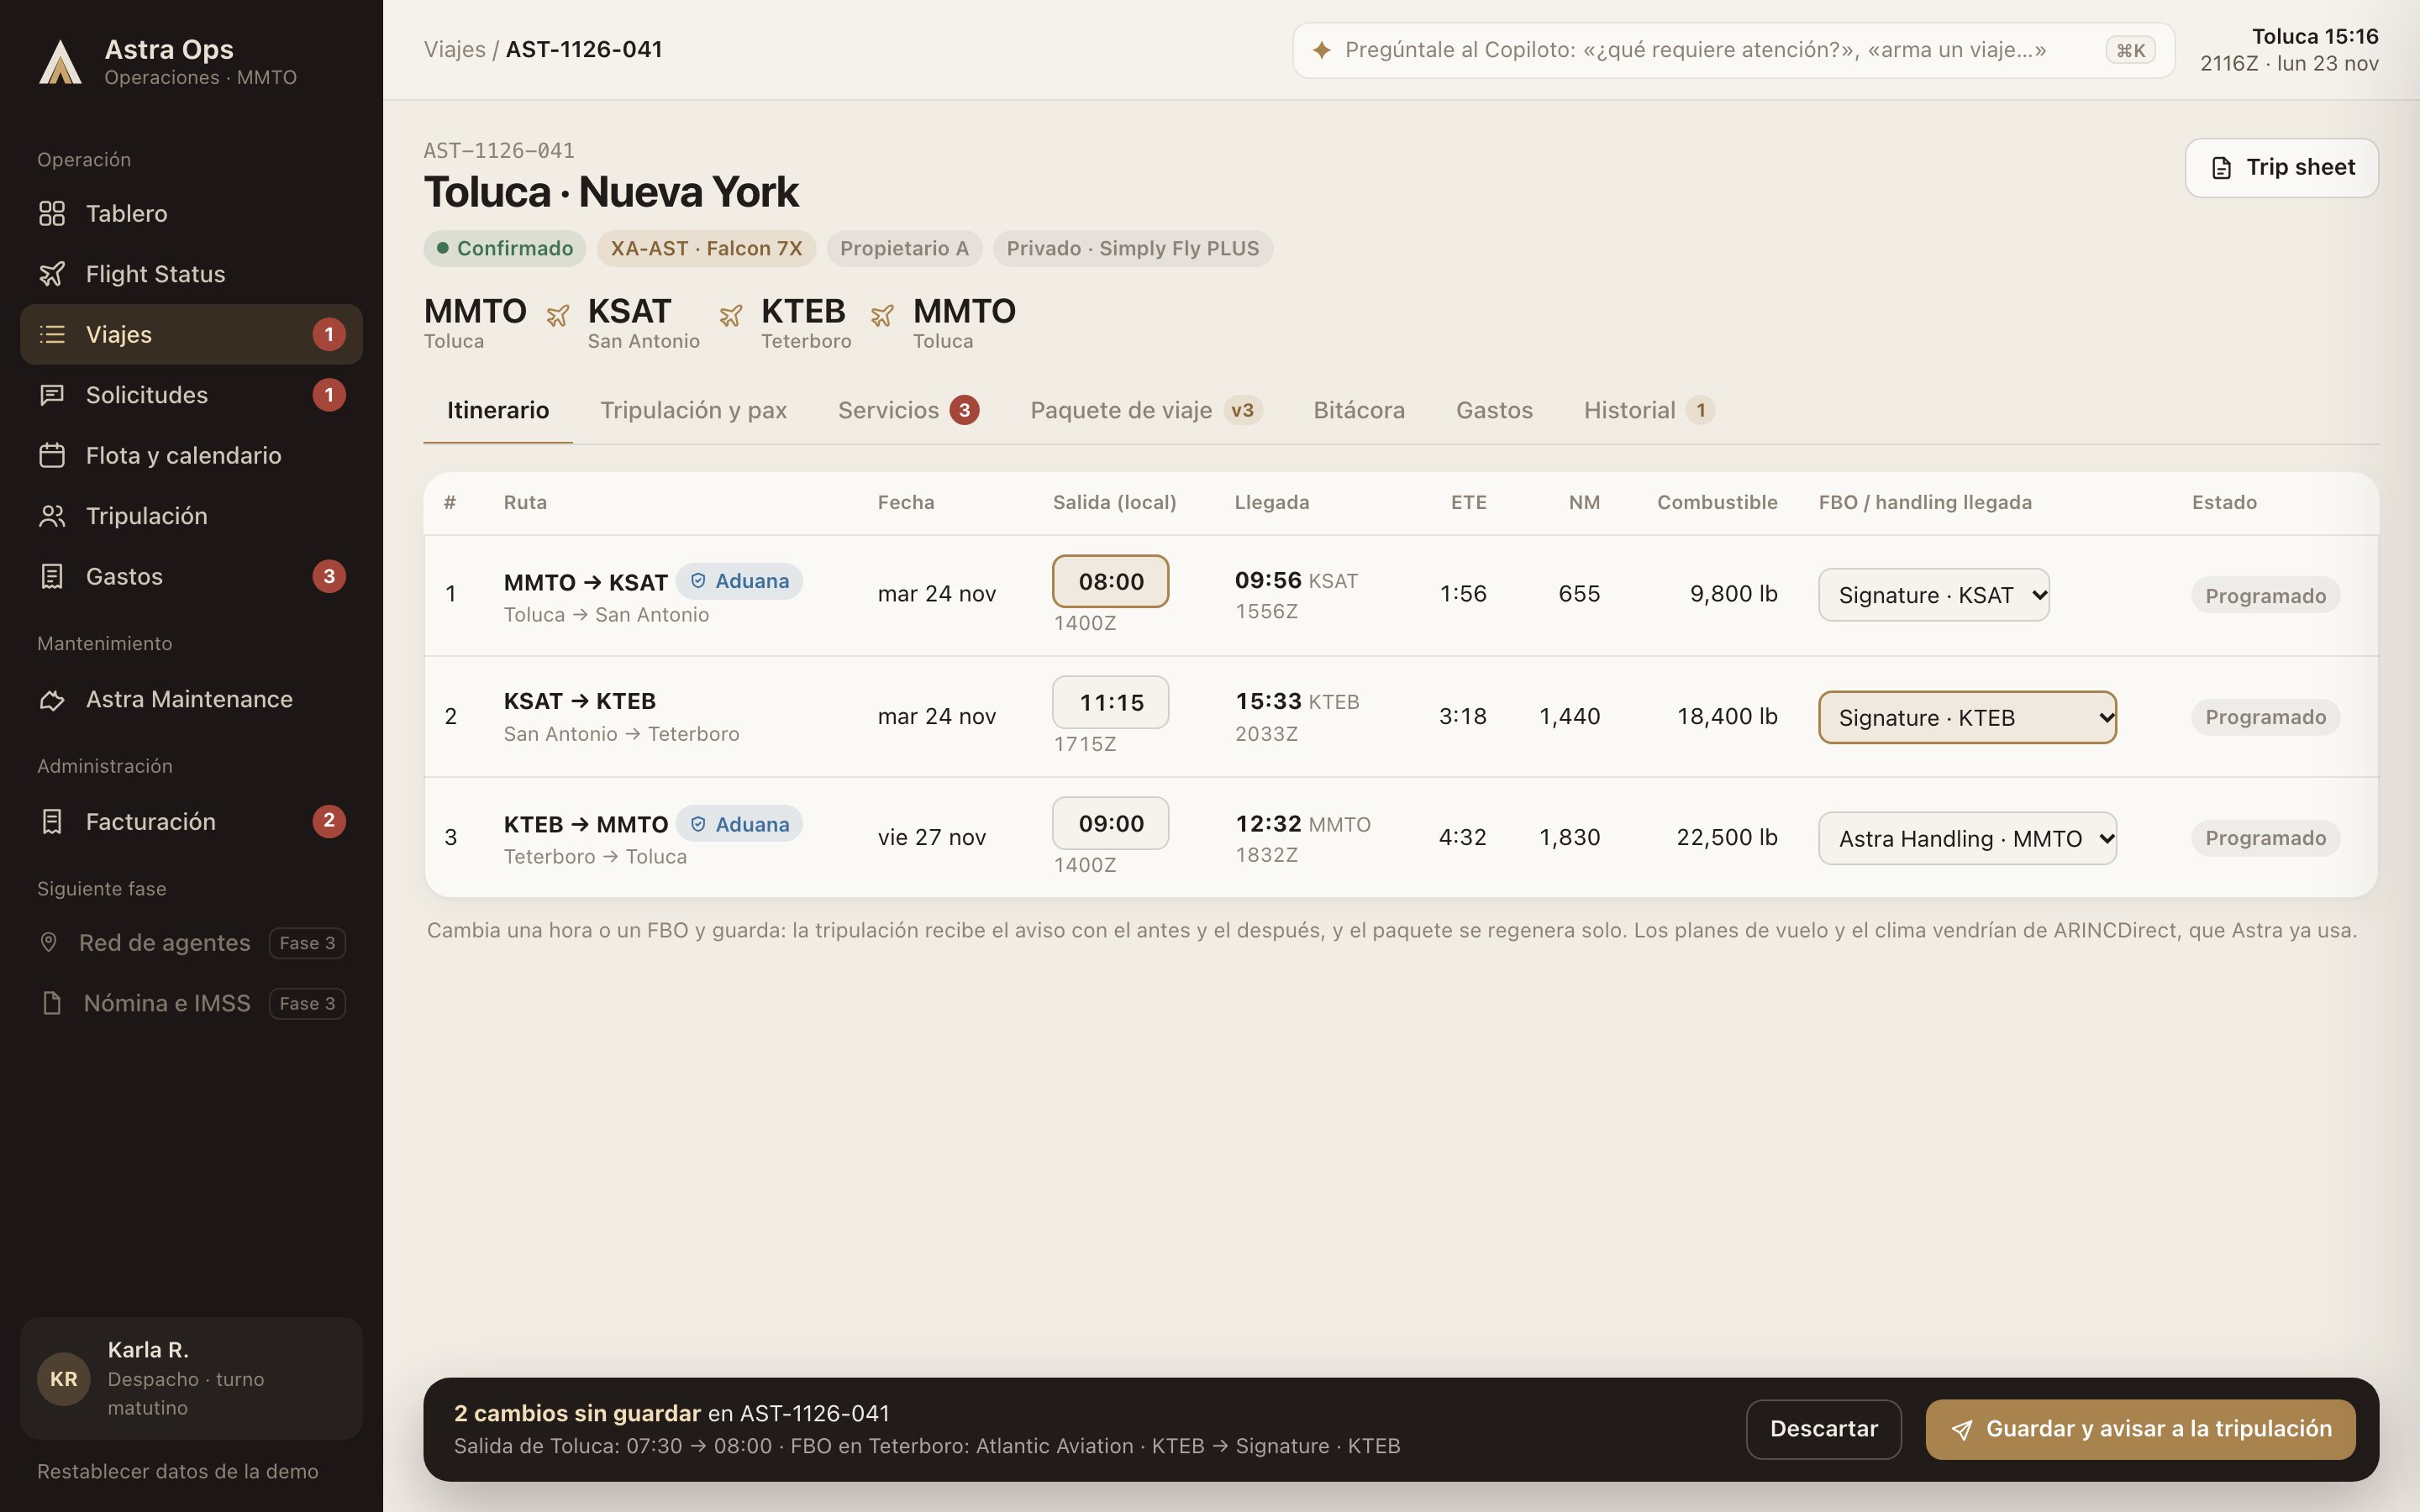 Astra Ops
Operaciones · MMTO
Operación
Tablero
Flight Status
Viajes 1
Solicitudes 1
Flota y calendario
Tripulación
Gastos 3
Mantenimiento
Astra Maintenance
Administración
Facturación 2
Siguiente fase
Red de agentes Fase 3
Nómina e IMSS Fase 3
KR Karla R.
Despacho · turno
matutino
Restablecer datos de la demo
Viajes / AST-1126-041
Pregúntale al Copiloto: «¿qué requiere atención?», «arma un viaje…» ⌘K
Toluca 15:16
2116Z · lun 23 nov
AST-1126-041
Toluca · Nueva York
Trip sheet
Confirmado XA-AST · Falcon 7X Propietario A Privado · Simply Fly PLUS
MMTO KSAT KTEB MMTO
Toluca San Antonio Teterboro Toluca
Itinerario Tripulación y pax Servicios 3 Paquete de viaje v3 Bitácora Gastos Historial 1
# Ruta Fecha Salida (local) Llegada ETE NM Combustible FBO / handling llegada Estado
1 MMTO → KSAT Aduana mar 24 nov 08:00 09:56 KSAT 1:56 655 9,800 lb Signature · KSAT Programado
Toluca → San Antonio 1400Z 1556Z
2 KSAT → KTEB mar 24 nov 11:15 15:33 KTEB 3:18 1,440 18,400 lb Signature · KTEB Programado
San Antonio → Teterboro 1715Z 2033Z
3 KTEB → MMTO Aduana vie 27 nov 09:00 12:32 MMTO 4:32 1,830 22,500 lb Astra Handling · MMTO Programado
Teterboro → Toluca 1400Z 1832Z
Cambia una hora o un FBO y guarda: la tripulación recibe el aviso con el antes y el después, y el paquete se regenera solo. Los planes de vuelo y el clima vendrían de ARINCDirect, que Astra ya usa.
2 cambios sin guardar en AST-1126-041
Salida de Toluca: 07:30 → 08:00 · FBO en Teterboro: Atlantic Aviation · KTEB → Signature · KTEB
Descartar
Guardar y avisar a la tripulación